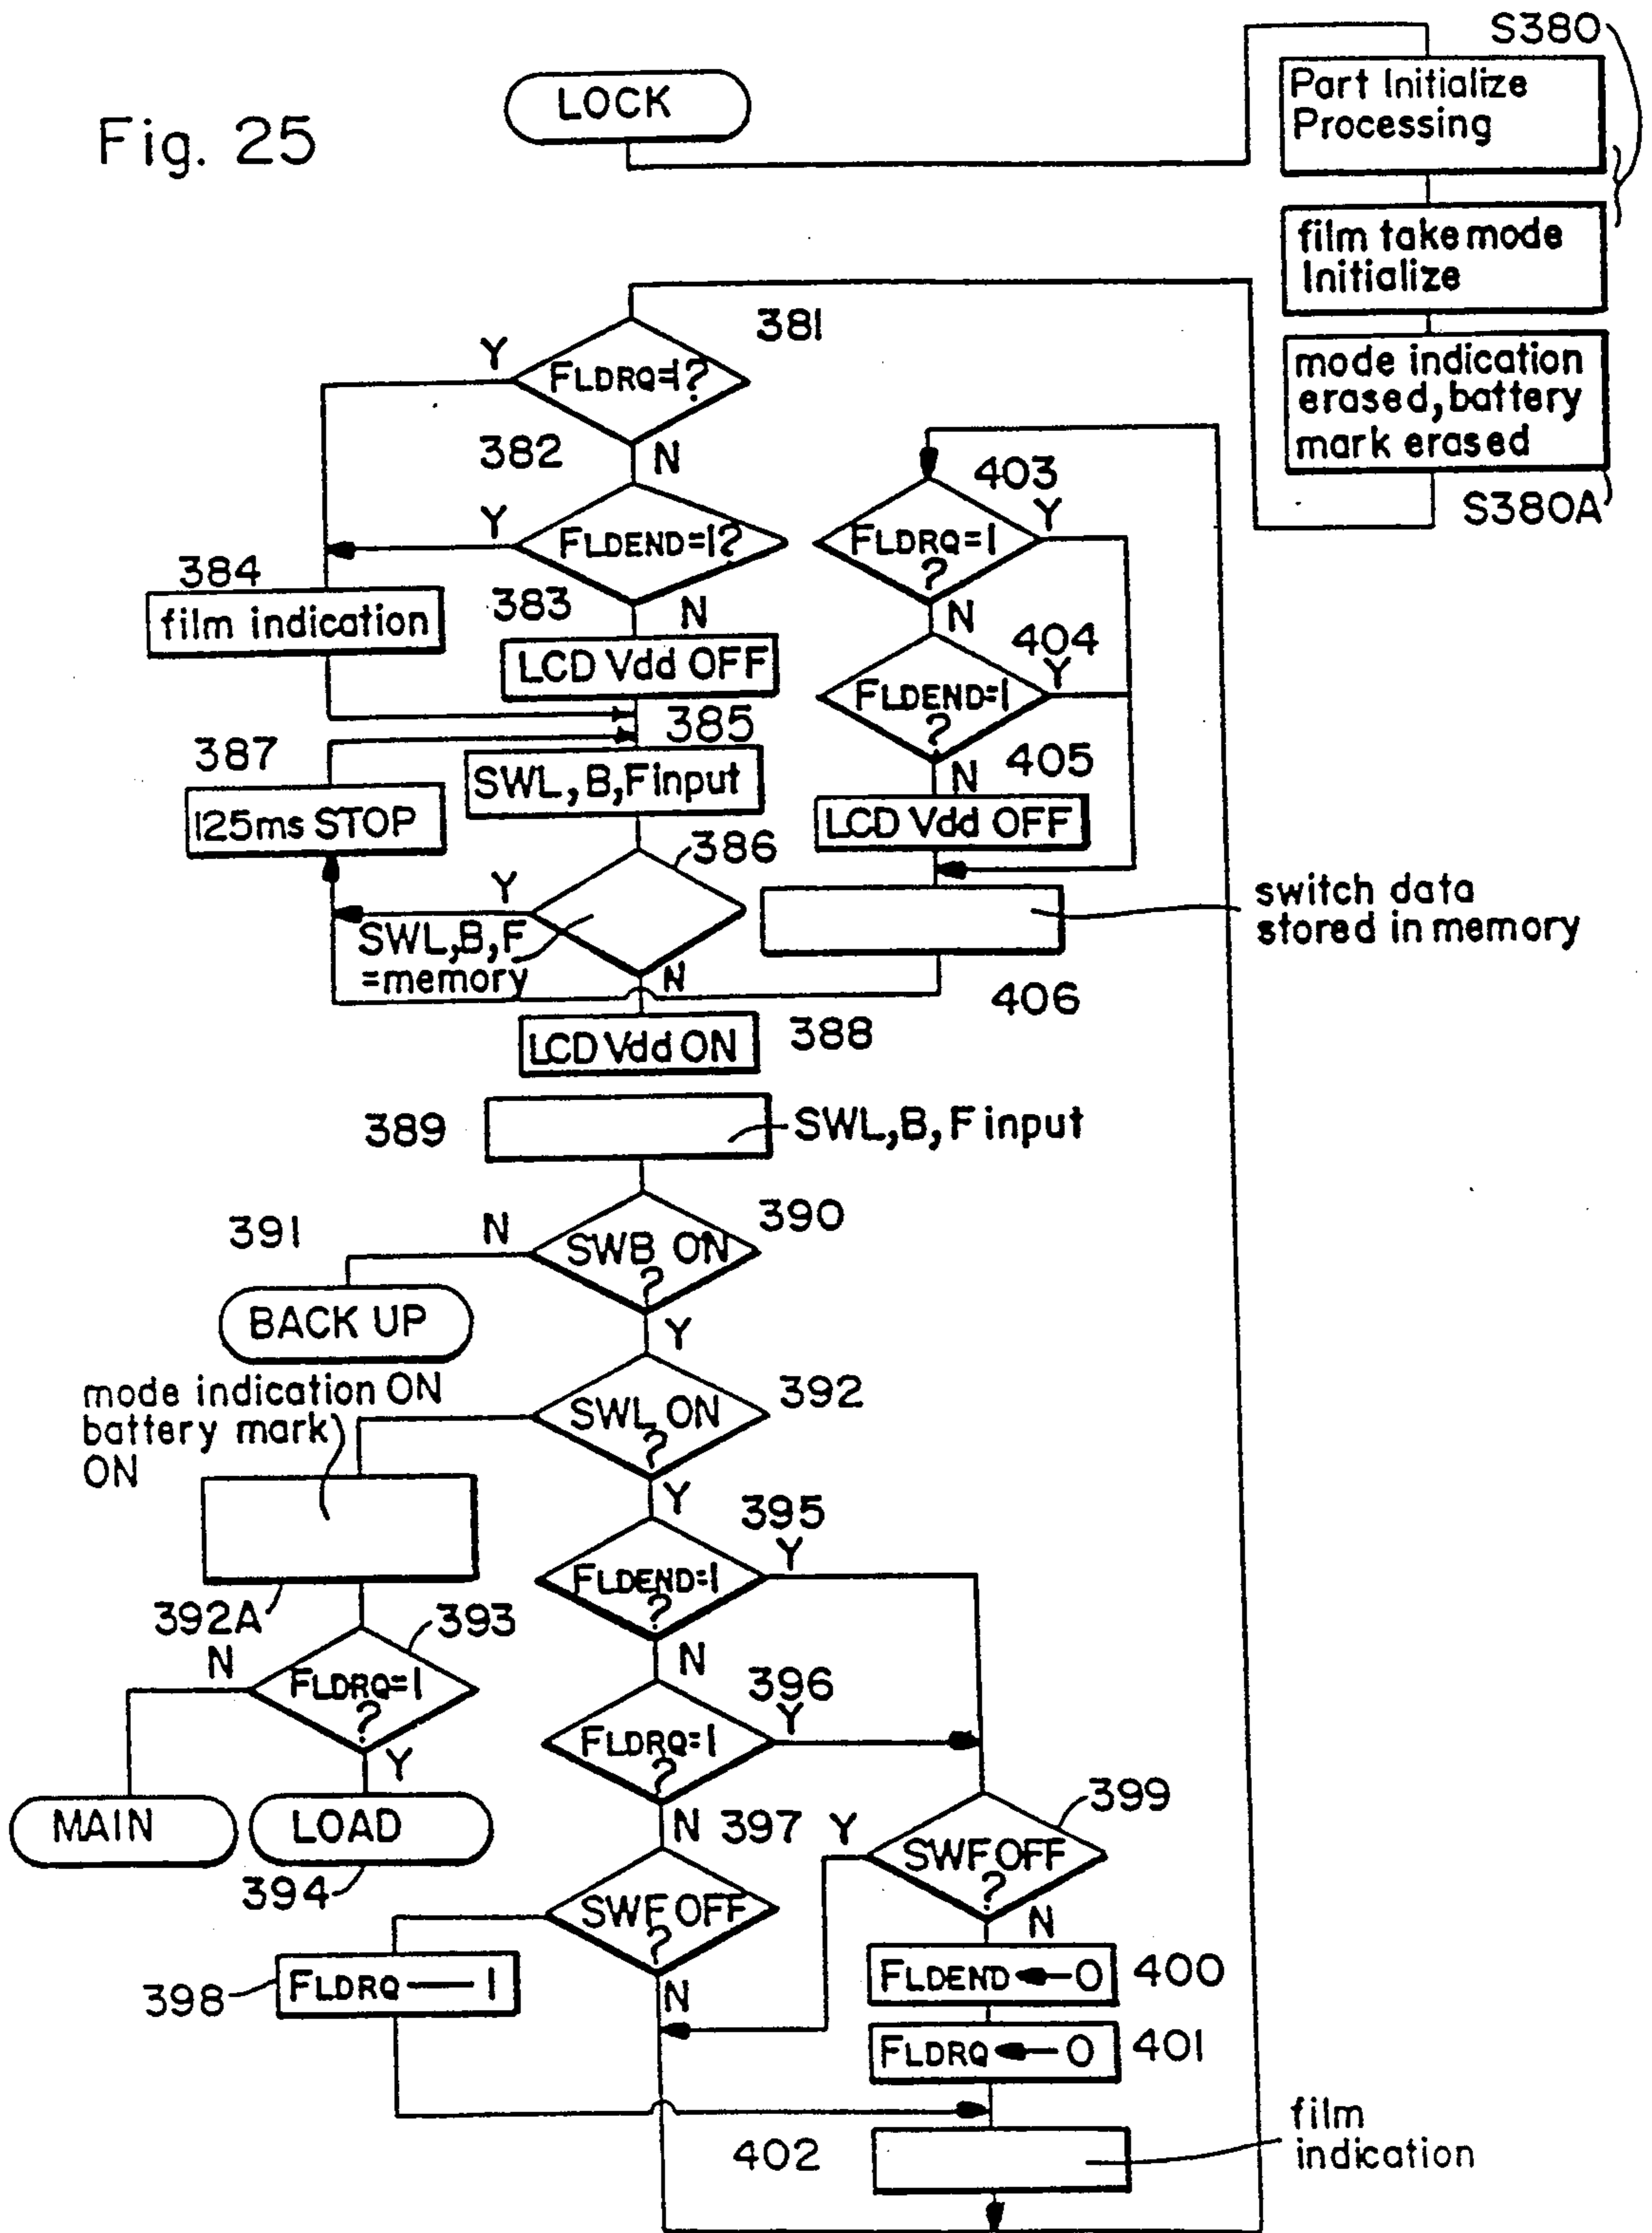 Fig. 25
LOCK
S380
Part Initialize
Processing
film take mode
Initialize
mode indication
erased, battery
mark erased
S380A
381
Y
FLDRQ=1?
382
N
Y
FLDEND=1?
384
film indication
383
N
LCD Vdd OFF
403
Y
FLDRQ=1
?
N
404
Y
FLDEND=1
?
405
N
LCD Vdd OFF
385
387
SWL, B, F input
125ms STOP
386
Y
SWL, B, F
=memory
N
switch data
stored in memory
406
388
LCD Vdd ON
389
SWL, B, F input
390
391
N
SWB ON
?
BACK UP
Y
mode indication ON
battery mark
ON
392
SWL ON
?
Y
395
Y
FLDEND=1
?
392A
393
N
FLDRQ=1
?
Y
N
396
Y
FLDRQ=1
?
MAIN
LOAD
394
N
397
Y
399
SWF OFF
?
N
SWF OFF
?
N
398
FLDRQ — 1
FLDEND ← 0
400
FLDRQ ← 0
401
402
film
indication